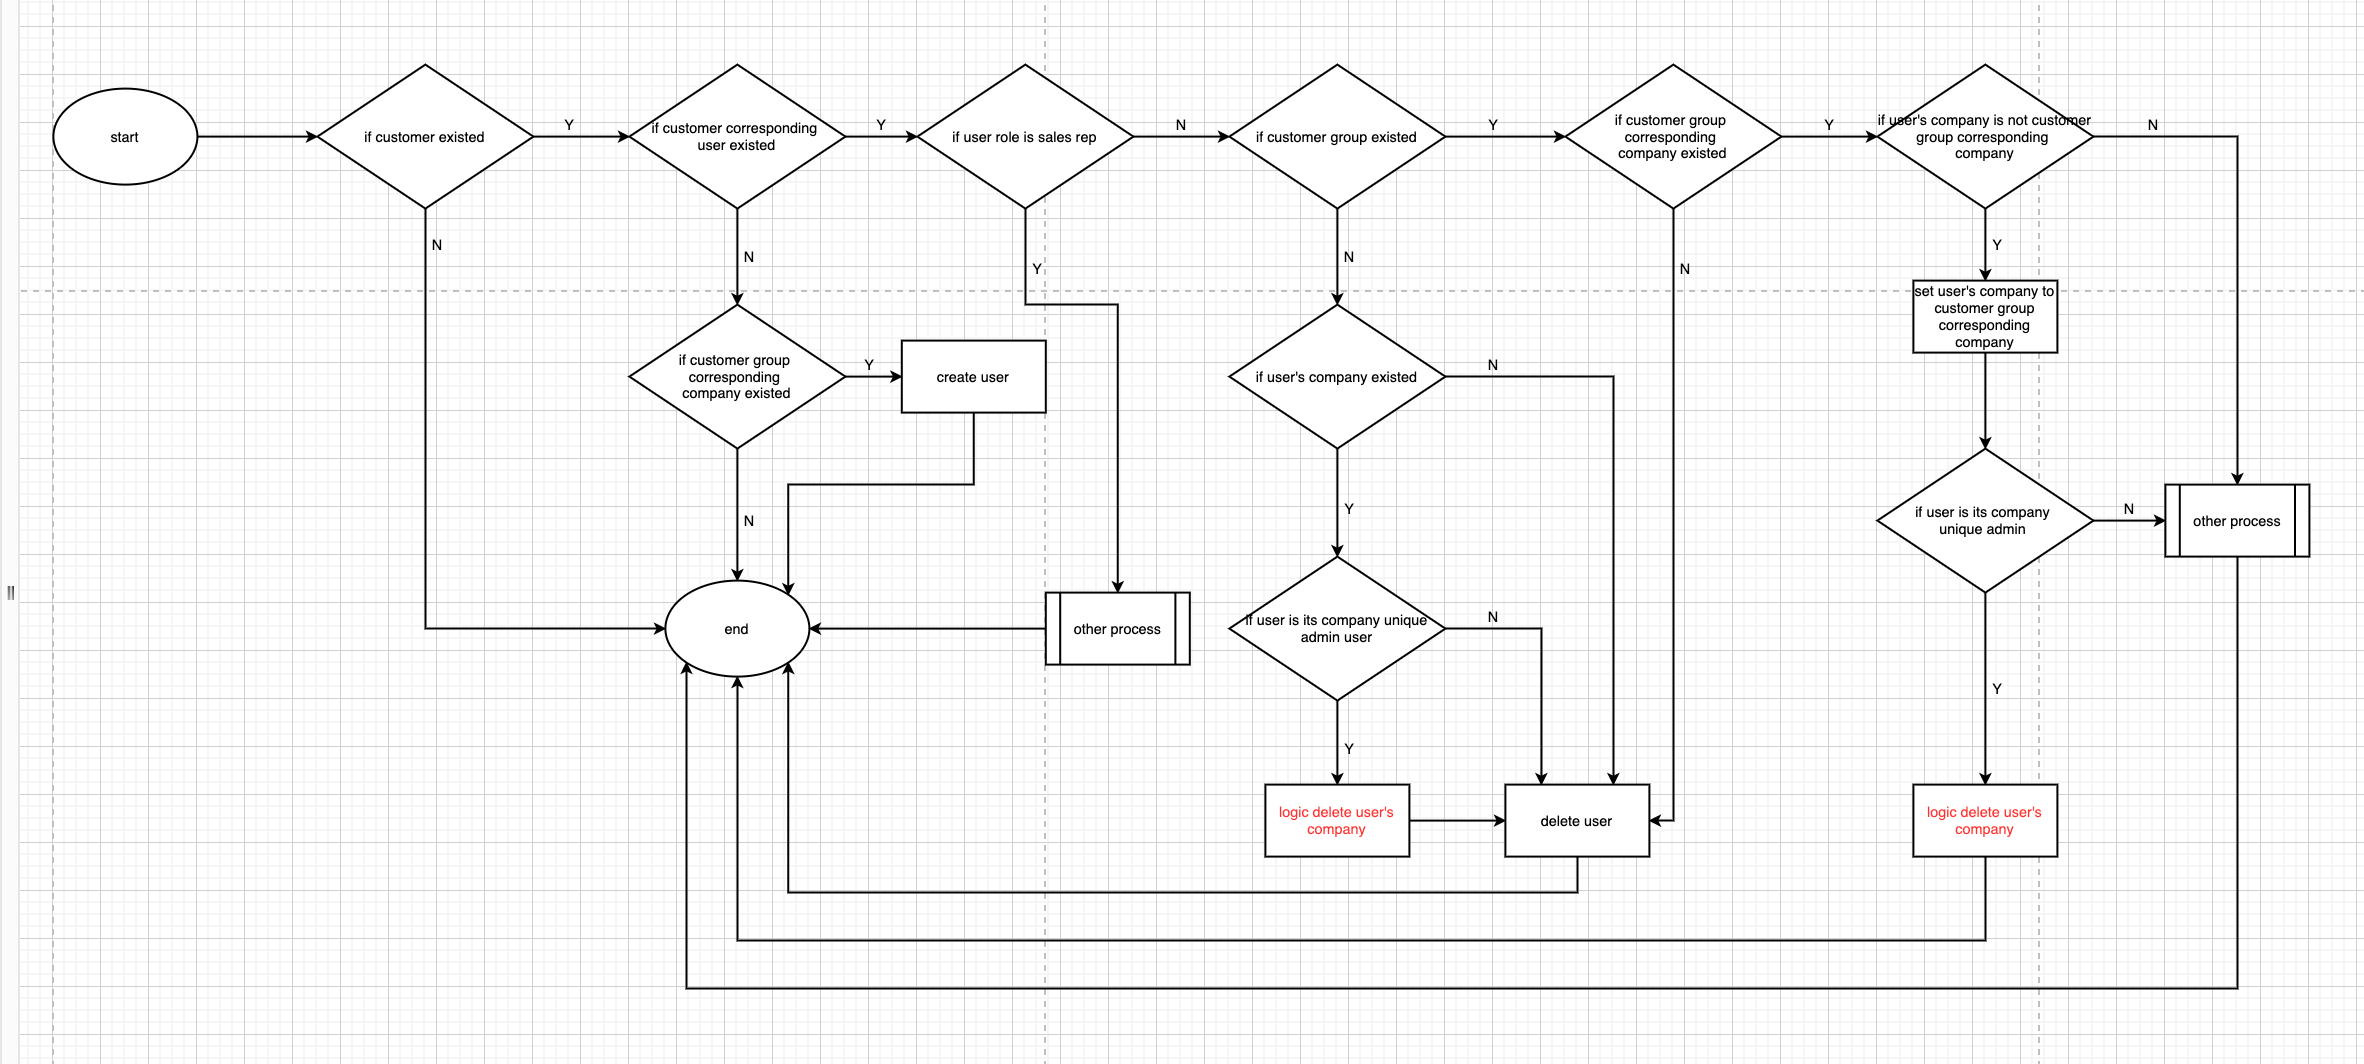 start
if customer existed
Y
if customer corresponding
user existed
Y
if user role is sales rep
N
if customer group existed
Y
if customer group
corresponding
company existed
Y
if user's company is not customer
group corresponding
company
N
N
N
Y
N
N
Y
set user's company to
customer group
corresponding
company
if customer group
corresponding
company existed
Y
create user
if user's company existed
N
N
Y
if user is its company
unique admin
N
other process
end
other process
if user is its company unique
admin user
N
Y
Y
logic delete user's
company
delete user
logic delete user's
company